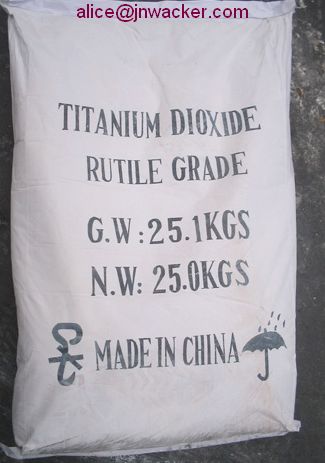 alice@jnwacker.com
TITANIUM DIOXIDE
RUTILE GRADE
G.W:25.1KGS
N.W:25.0KGS
MADE IN CHINA